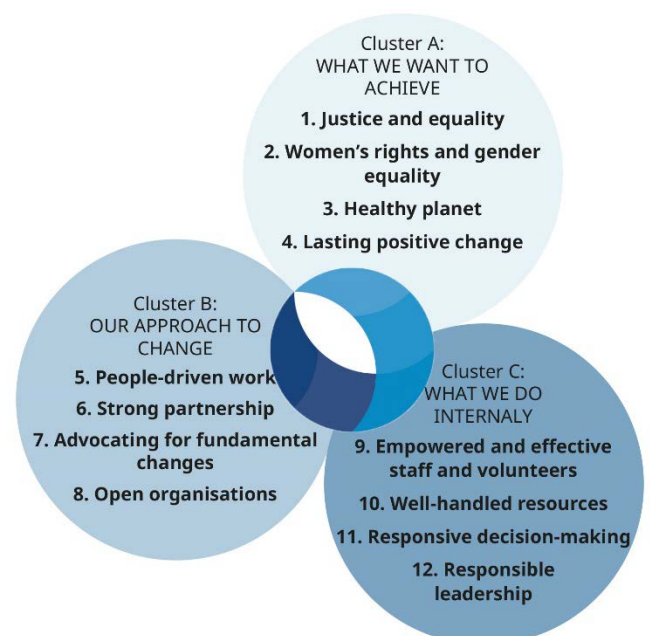 Cluster A:
WHAT WE WANT TO
ACHIEVE
1. Justice and equality
2. Women’s rights and gender
equality
3. Healthy planet
4. Lasting positive change
Cluster B:
OUR APPROACH TO
CHANGE
5. People-driven work
6. Strong partnership
7. Advocating for fundamental
changes
8. Open organisations
Cluster C:
WHAT WE DO
INTERNALY
9. Empowered and effective
staff and volunteers
10. Well-handled resources
11. Responsive decision-making
12. Responsible
leadership